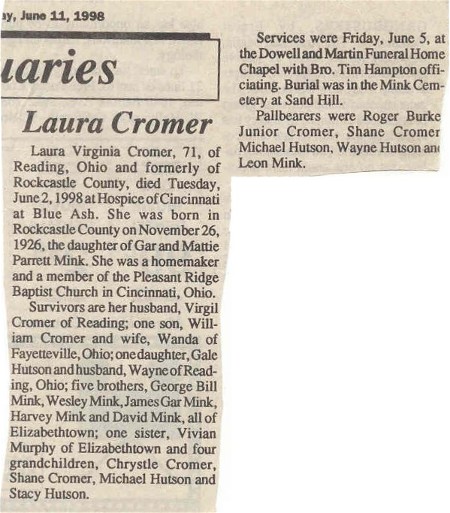 ay, June 11, 1998
uaries
Laura Cromer
Laura Virginia Cromer, 71, of
Reading, Ohio and formerly of
Rockcastle County, died Tuesday,
June 2, 1998 at Hospice of Cincinnati
at Blue Ash. She was born in
Rockcastle County on November 26,
1926, the daughter of Gar and Mattie
Parrett Mink. She was a homemaker
and a member of the Pleasant Ridge
Baptist Church in Cincinnati, Ohio.
Survivors are her husband, Virgil
Cromer of Reading; one son, Will-
iam Cromer and wife, Wanda of
Fayetteville, Ohio; one daughter, Gale
Hutson and husband, Wayne of Read-
ing, Ohio; five brothers, George Bill
Mink, Wesley Mink, James Gar Mink,
Harvey Mink and David Mink, all of
Elizabethtown; one sister, Vivian
Murphy of Elizabethtown and four
grandchildren, Chrystle Cromer,
Shane Cromer, Michael Hutson and
Stacy Hutson.
Services were Friday, June 5, at
the Dowell and Martin Funeral Home
Chapel with Bro. Tim Hampton offi-
ciating. Burial was in the Mink Cem-
etery at Sand Hill.
Pallbearers were Roger Burke
Junior Cromer, Shane Cromer
Michael Hutson, Wayne Hutson and
Leon Mink.